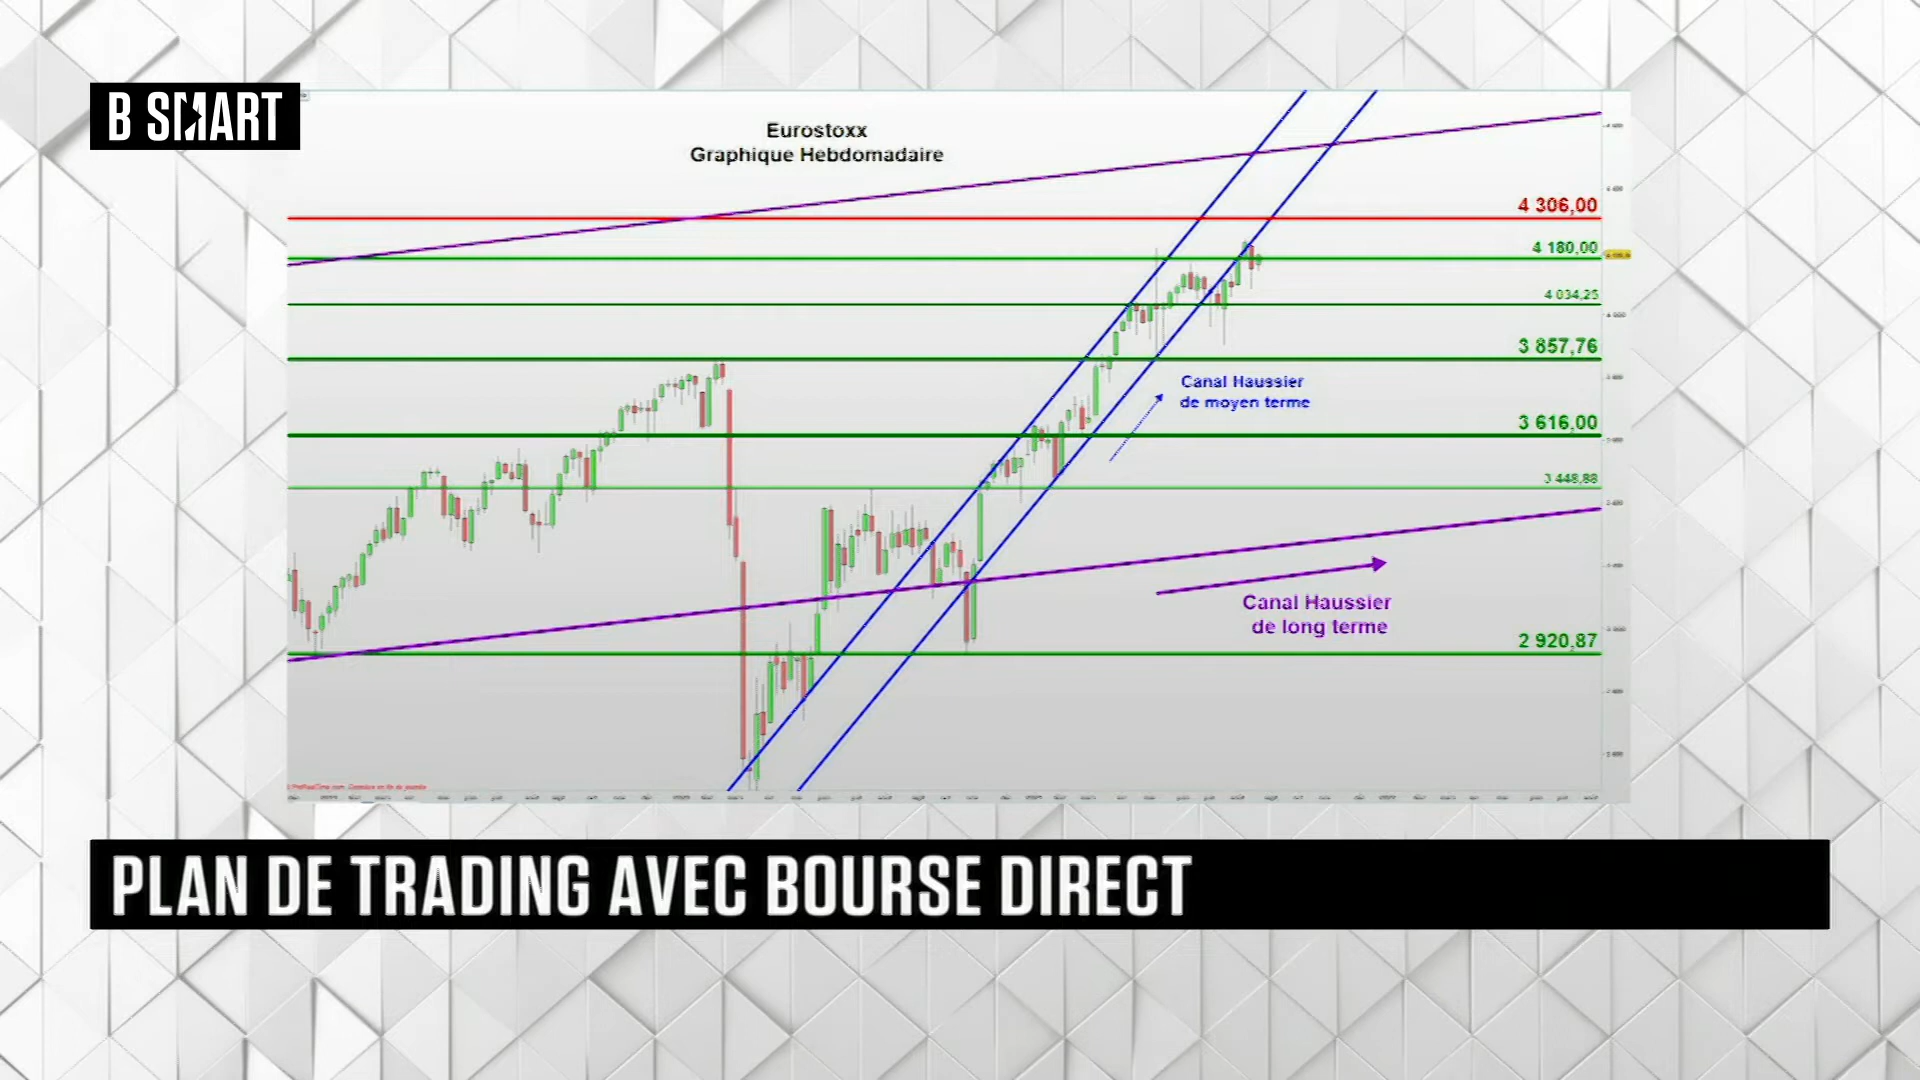 B SMART
Eurostoxx
Graphique Hebdomadaire
4 306,00
4 180,00
4 034,25
3 857,76
Canal Haussier
de moyen terme
3 616,00
3 448,88
Canal Haussier
de long terme
2 920,87
PLAN DE TRADING AVEC BOURSE DIRECT